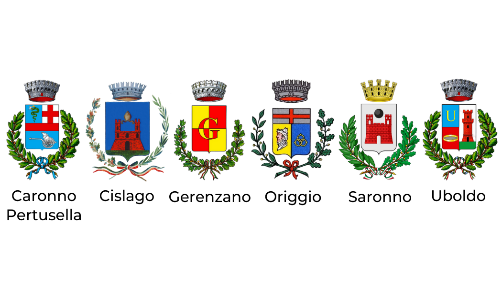 Caronno
Pertusella
Cislago
Gerenzano
Origgio
Saronno
Uboldo
G
U